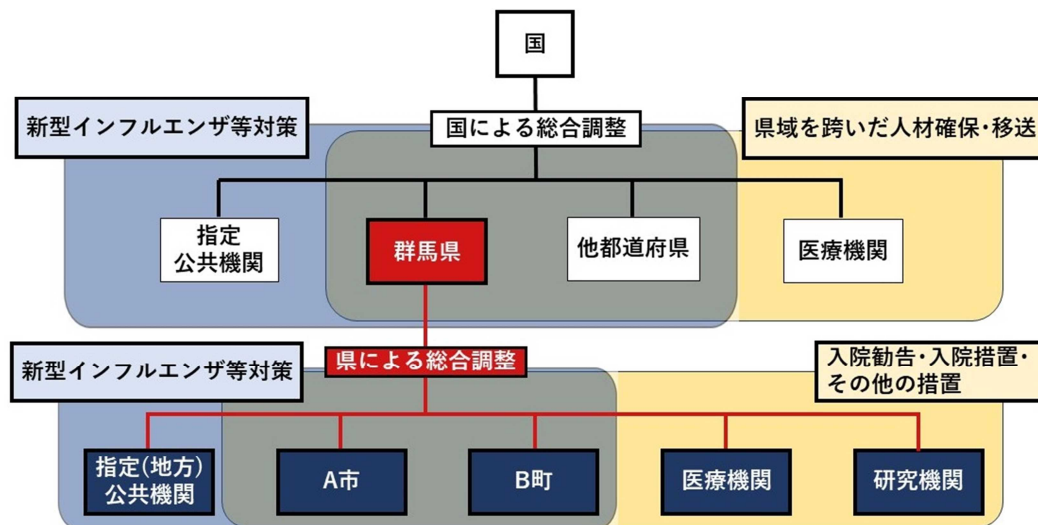 国
新型インフルエンザ等対策
国による総合調整
県域を跨いだ人材確保・移送
指定
公共機関
群馬県
他都道府県
医療機関
新型インフルエンザ等対策
県による総合調整
入院勧告・入院措置・
その他の措置
指定(地方)
公共機関
A市
B町
医療機関
研究機関